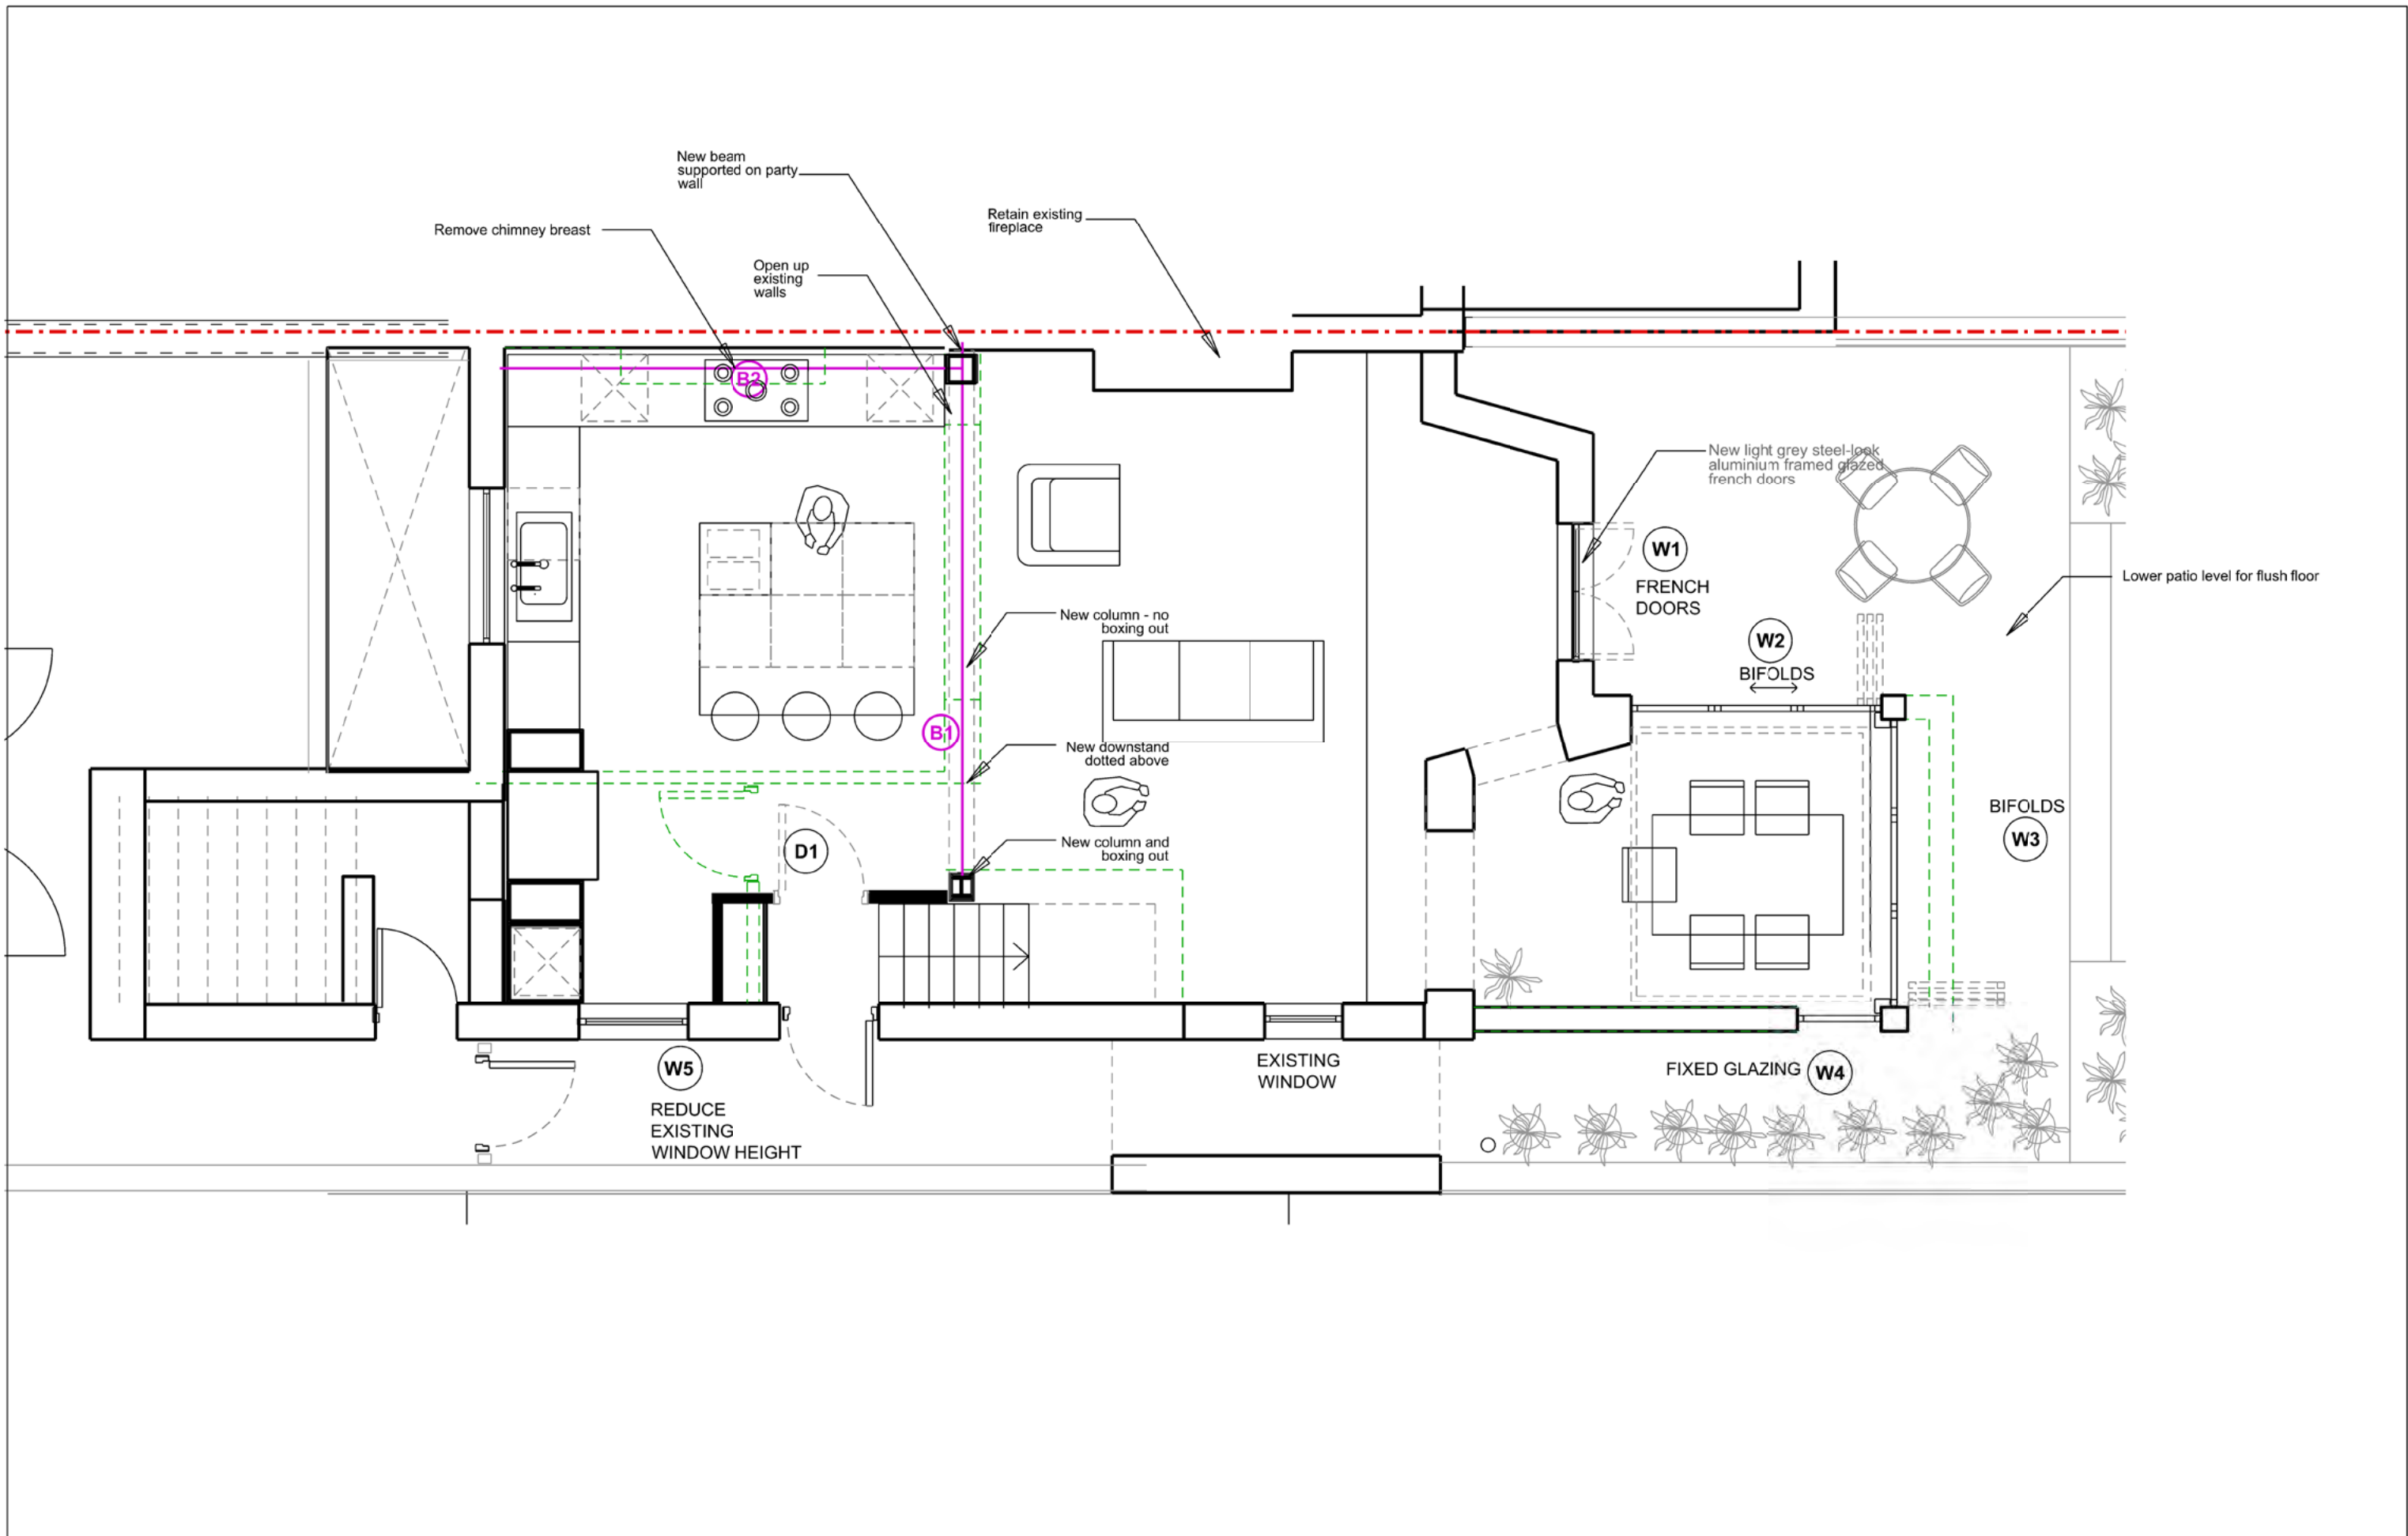 New beam
supported on party
wall
Retain existing
fireplace
Remove chimney breast
Open up
existing
walls
B2
New light grey steel-look
aluminium framed glazed
french doors
W1
FRENCH
DOORS
Lower patio level for flush floor
New column - no
boxing out
W2
BIFOLDS
B1
New downstand
dotted above
BIFOLDS
W3
D1
New column and
boxing out
W5
REDUCE
EXISTING
WINDOW HEIGHT
EXISTING
WINDOW
FIXED GLAZING W4